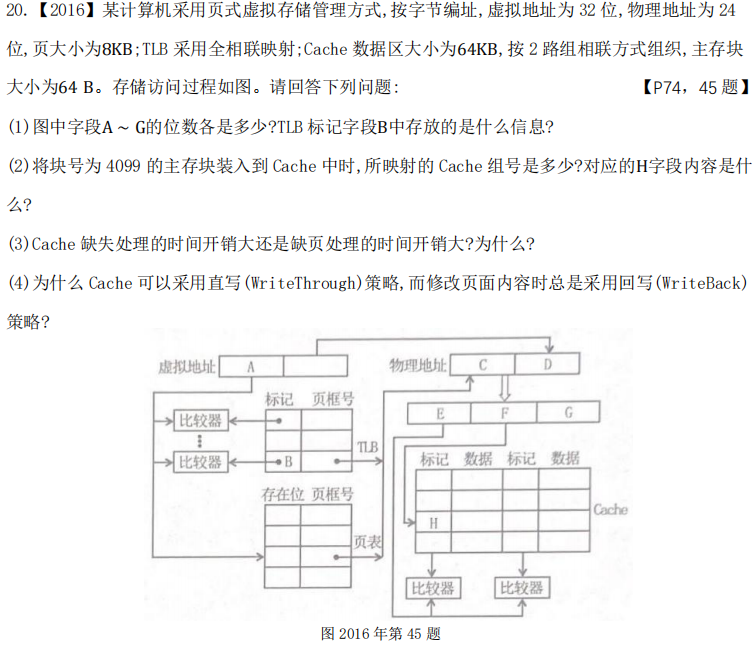 20.【2016】某计算机采用页式虚拟存储管理方式,按字节编址,虚拟地址为 32 位,物理地址为 24
位,页大小为8KB;TLB 采用全相联映射;Cache 数据区大小为64KB,按 2 路组相联方式组织,主存块
大小为64 B。存储访问过程如图。请回答下列问题: 【P74, 45 题】
(1)图中字段A ~ G的位数各是多少?TLB 标记字段B中存放的是什么信息?
(2)将块号为 4099 的主存块装入到 Cache 中时,所映射的 Cache 组号是多少?对应的H字段内容是什
么?
(3)Cache 缺失处理的时间开销大还是缺页处理的时间开销大?为什么?
(4)为什么 Cache 可以采用直写(WriteThrough)策略,而修改页面内容时总是采用回写(WriteBack)
策略?
虚拟地址 A 物理地址 C D
标记 页框号 E F G
比较器
TLB
比较器 B 标记 数据 标记 数据
存在位 页框号
Cache
H
页表
比较器 比较器
图 2016 年第 45 题